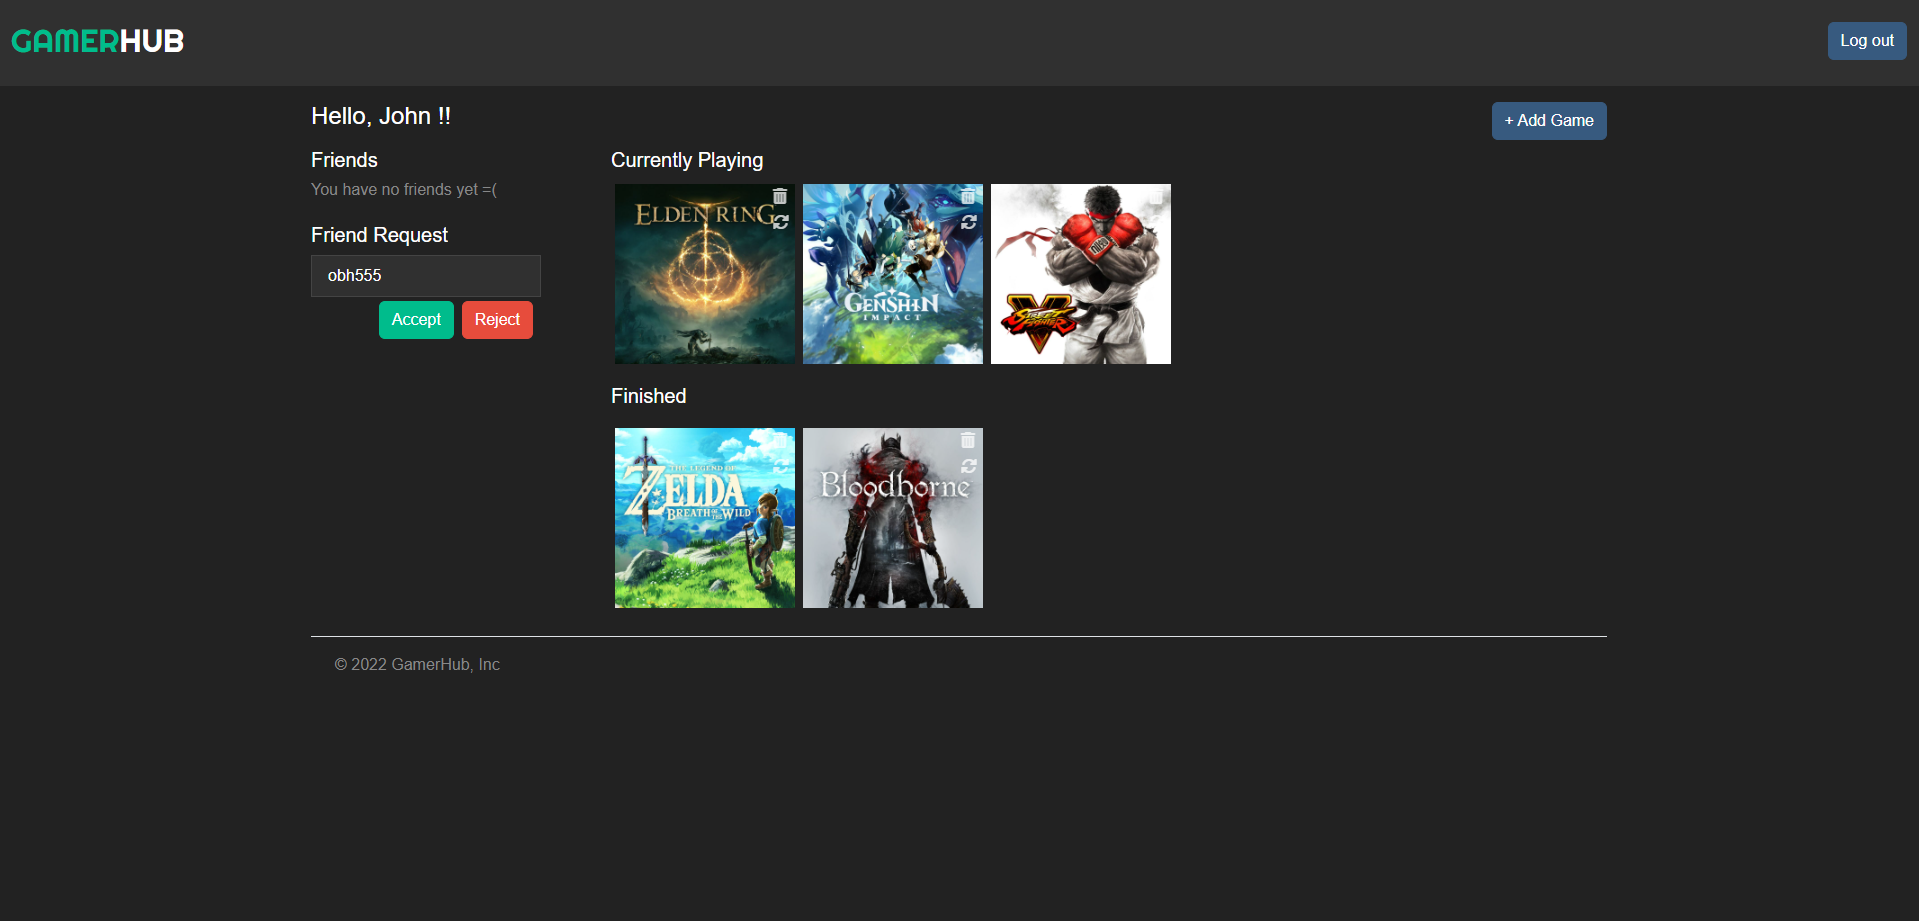 GAMERHUB
Log out
Hello, John !!
+ Add Game
Friends
You have no friends yet =(
Friend Request
obh555
Accept
Reject
Currently Playing
ELDEN RING
GENSHIN
IMPACT
STREET
FIGHTER
V
Finished
THE LEGEND OF
ZELDA
BREATH OF THE WILD
Bloodborne
© 2022 GamerHub, Inc